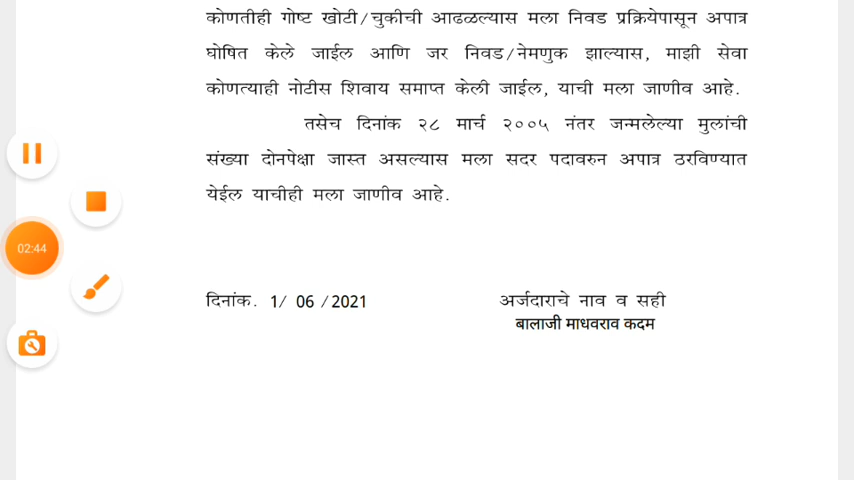 कोणतीही गोष्ट खोटी/चुकीची आढळल्यास मला निवड प्रक्रियेपासून अपात्र
घोषित केले जाईल आणि जर निवड/नेमणुक झाल्यास, माझी सेवा
कोणत्याही नोटीस शिवाय समाप्त केली जाईल, याची मला जाणीव आहे.
तसेच दिनांक २८ मार्च २००५ नंतर जन्मलेल्या मुलांची
संख्या दोनपेक्षा जास्त असल्यास मला सदर पदावरुन अपात्र ठरविण्यात
येईल याचीही मला जाणीव आहे.
02:44
दिनांक. 1/ 06 /2021 अर्जदाराचे नाव व सही
बालाजी माधवराव कदम